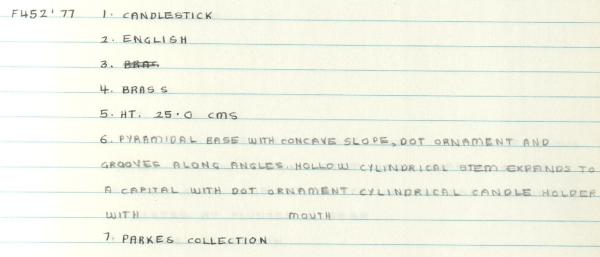 F452'77 1. CANDLESTICK
2. ENGLISH
3. BRAS
4. BRASS
5. HT. 25.0 cms
6. PYRAMIDAL BASE WITH CONCAVE SLOPE, DOT ORNAMENT AND
GROOVES ALONG ANGLES. HOLLOW CYLINDRICAL STEM EXPANDS TO
A CAPITAL WITH DOT ORNAMENT. CYLINDRICAL CANDLE HOLDER
WITH MOUTH
7. PARKES COLLECTION